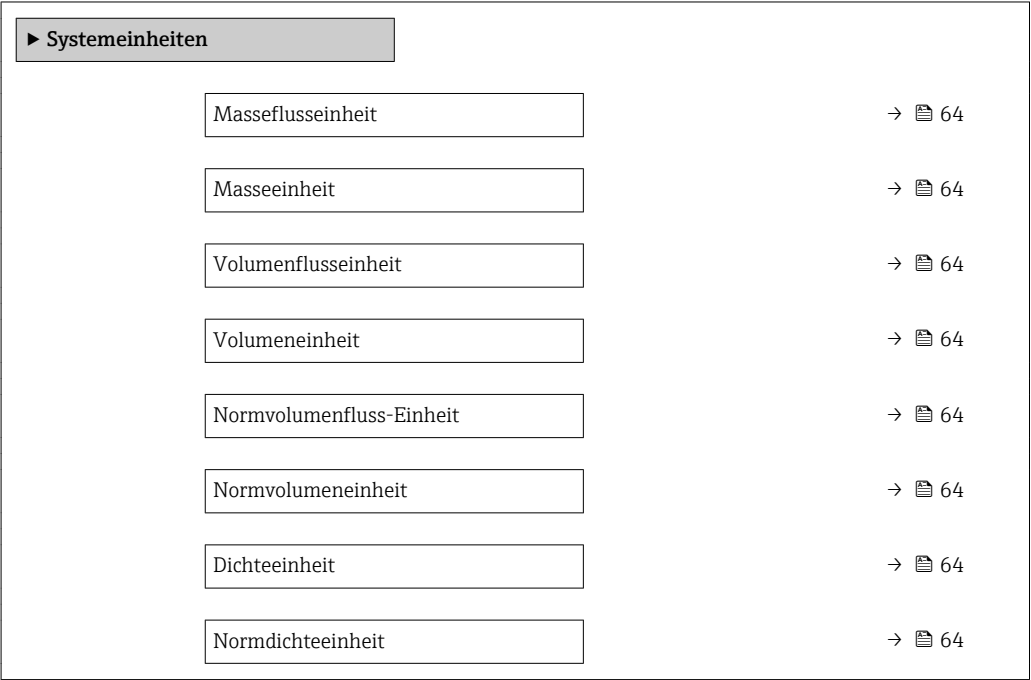 ▶ Systemeinheiten
Masseflusseinheit → 🖹 64
Masseeinheit → 🖹 64
Volumenflusseinheit → 🖹 64
Volumeneinheit → 🖹 64
Normvolumenfluss-Einheit → 🖹 64
Normvolumeneinheit → 🖹 64
Dichteeinheit → 🖹 64
Normdichteeinheit → 🖹 64